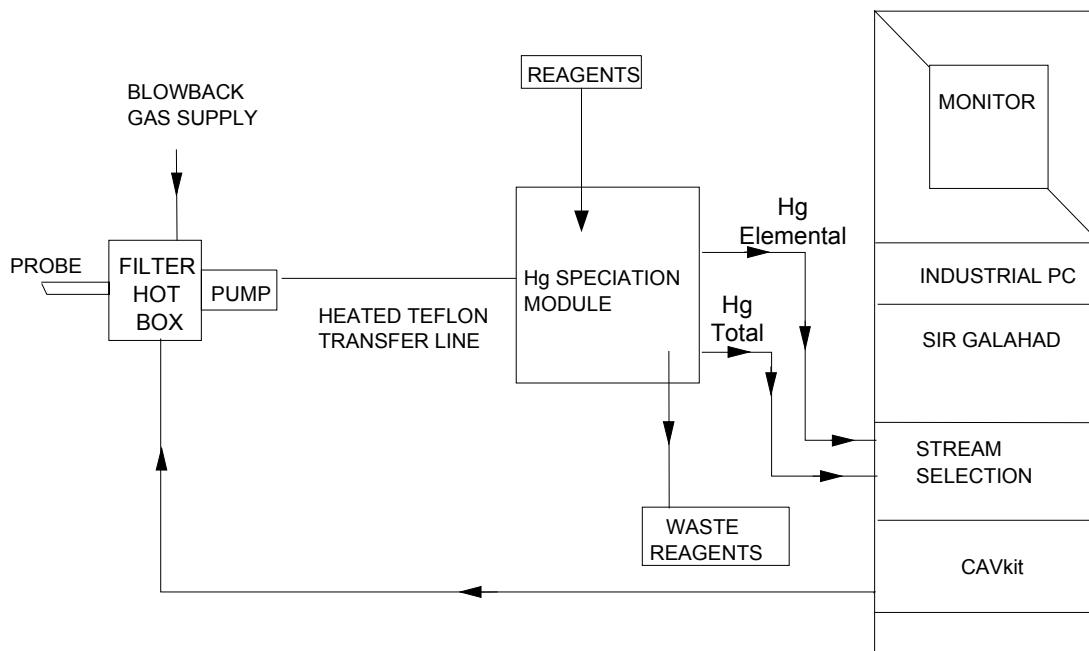 BLOWBACK
GAS SUPPLY
REAGENTS
MONITOR
PROBE
FILTER
HOT
BOX
PUMP
HEATED TEFLON
TRANSFER LINE
Hg SPECIATION
MODULE
Hg
Elemental
Hg
Total
INDUSTRIAL PC
SIR GALAHAD
STREAM
SELECTION
WASTE
REAGENTS
CAVkit